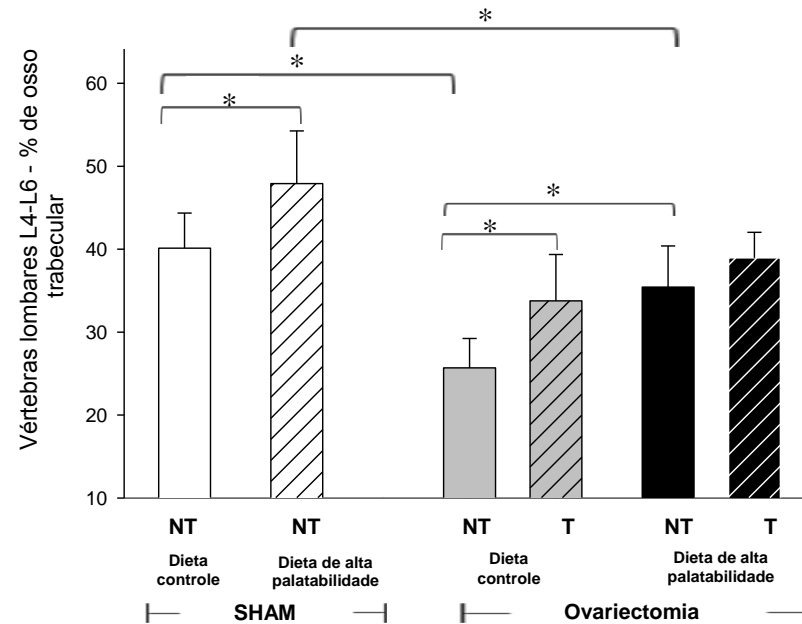 *
*
*
*
*
Vértebras lombares L4-L6 - % de osso
trabecular
60
50
40
30
20
10
NT NT NT T NT T
Dieta
controle
Dieta de alta
palatabilidade
Dieta
controle
Dieta de alta
palatabilidade
SHAM Ovariectomia